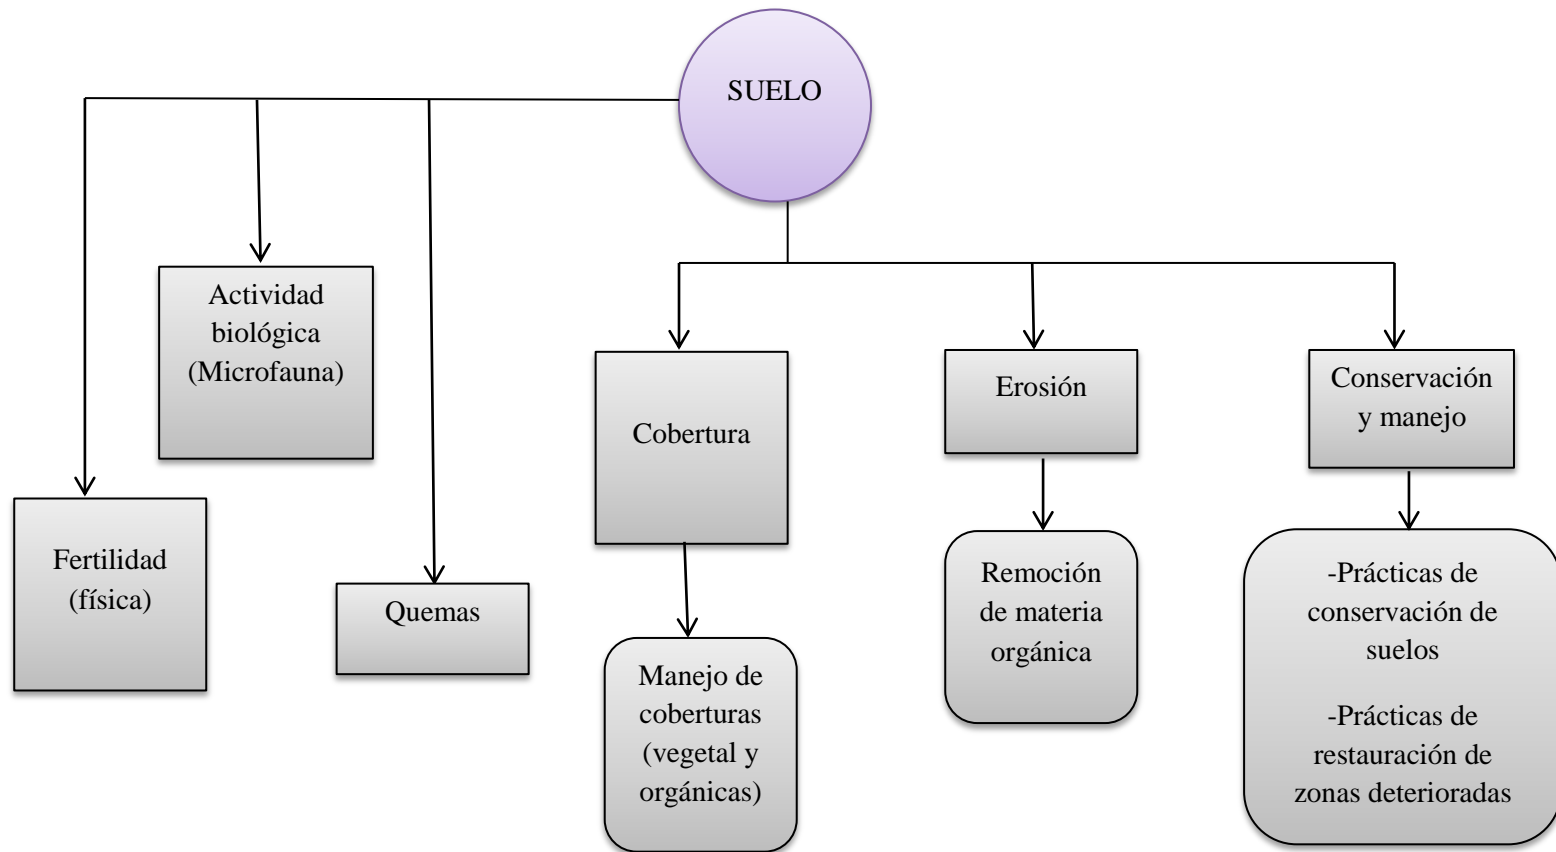 SUELO
Actividad
biológica
(Microfauna)
Fertilidad
(física)
Quemas
Cobertura
Manejo de
coberturas
(vegetal y
orgánicas)
Erosión
Remoción
de materia
orgánica
Conservación
y manejo
-Prácticas de
conservación de
suelos
-Prácticas de
restauración de
zonas deterioradas